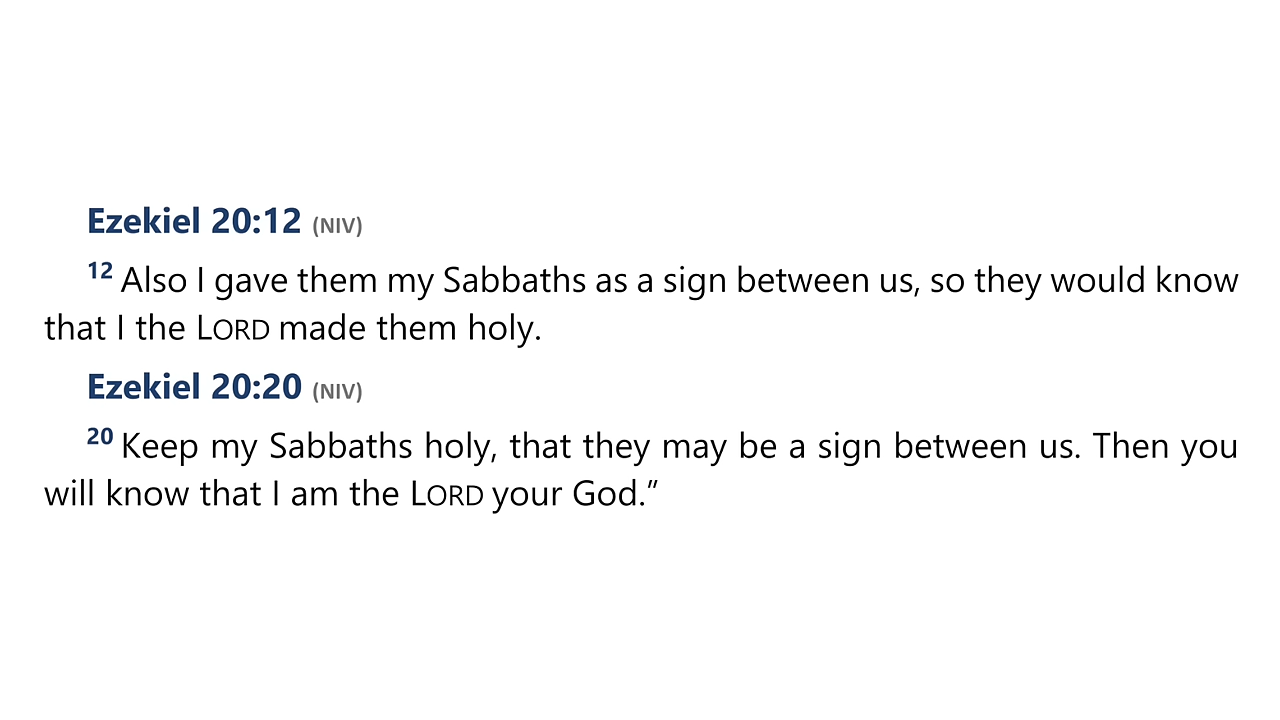 Ezekiel 20:12 (NIV)
12 Also I gave them my Sabbaths as a sign between us, so they would know
that I the LORD made them holy.
Ezekiel 20:20 (NIV)
20 Keep my Sabbaths holy, that they may be a sign between us. Then you
will know that I am the LORD your God.”